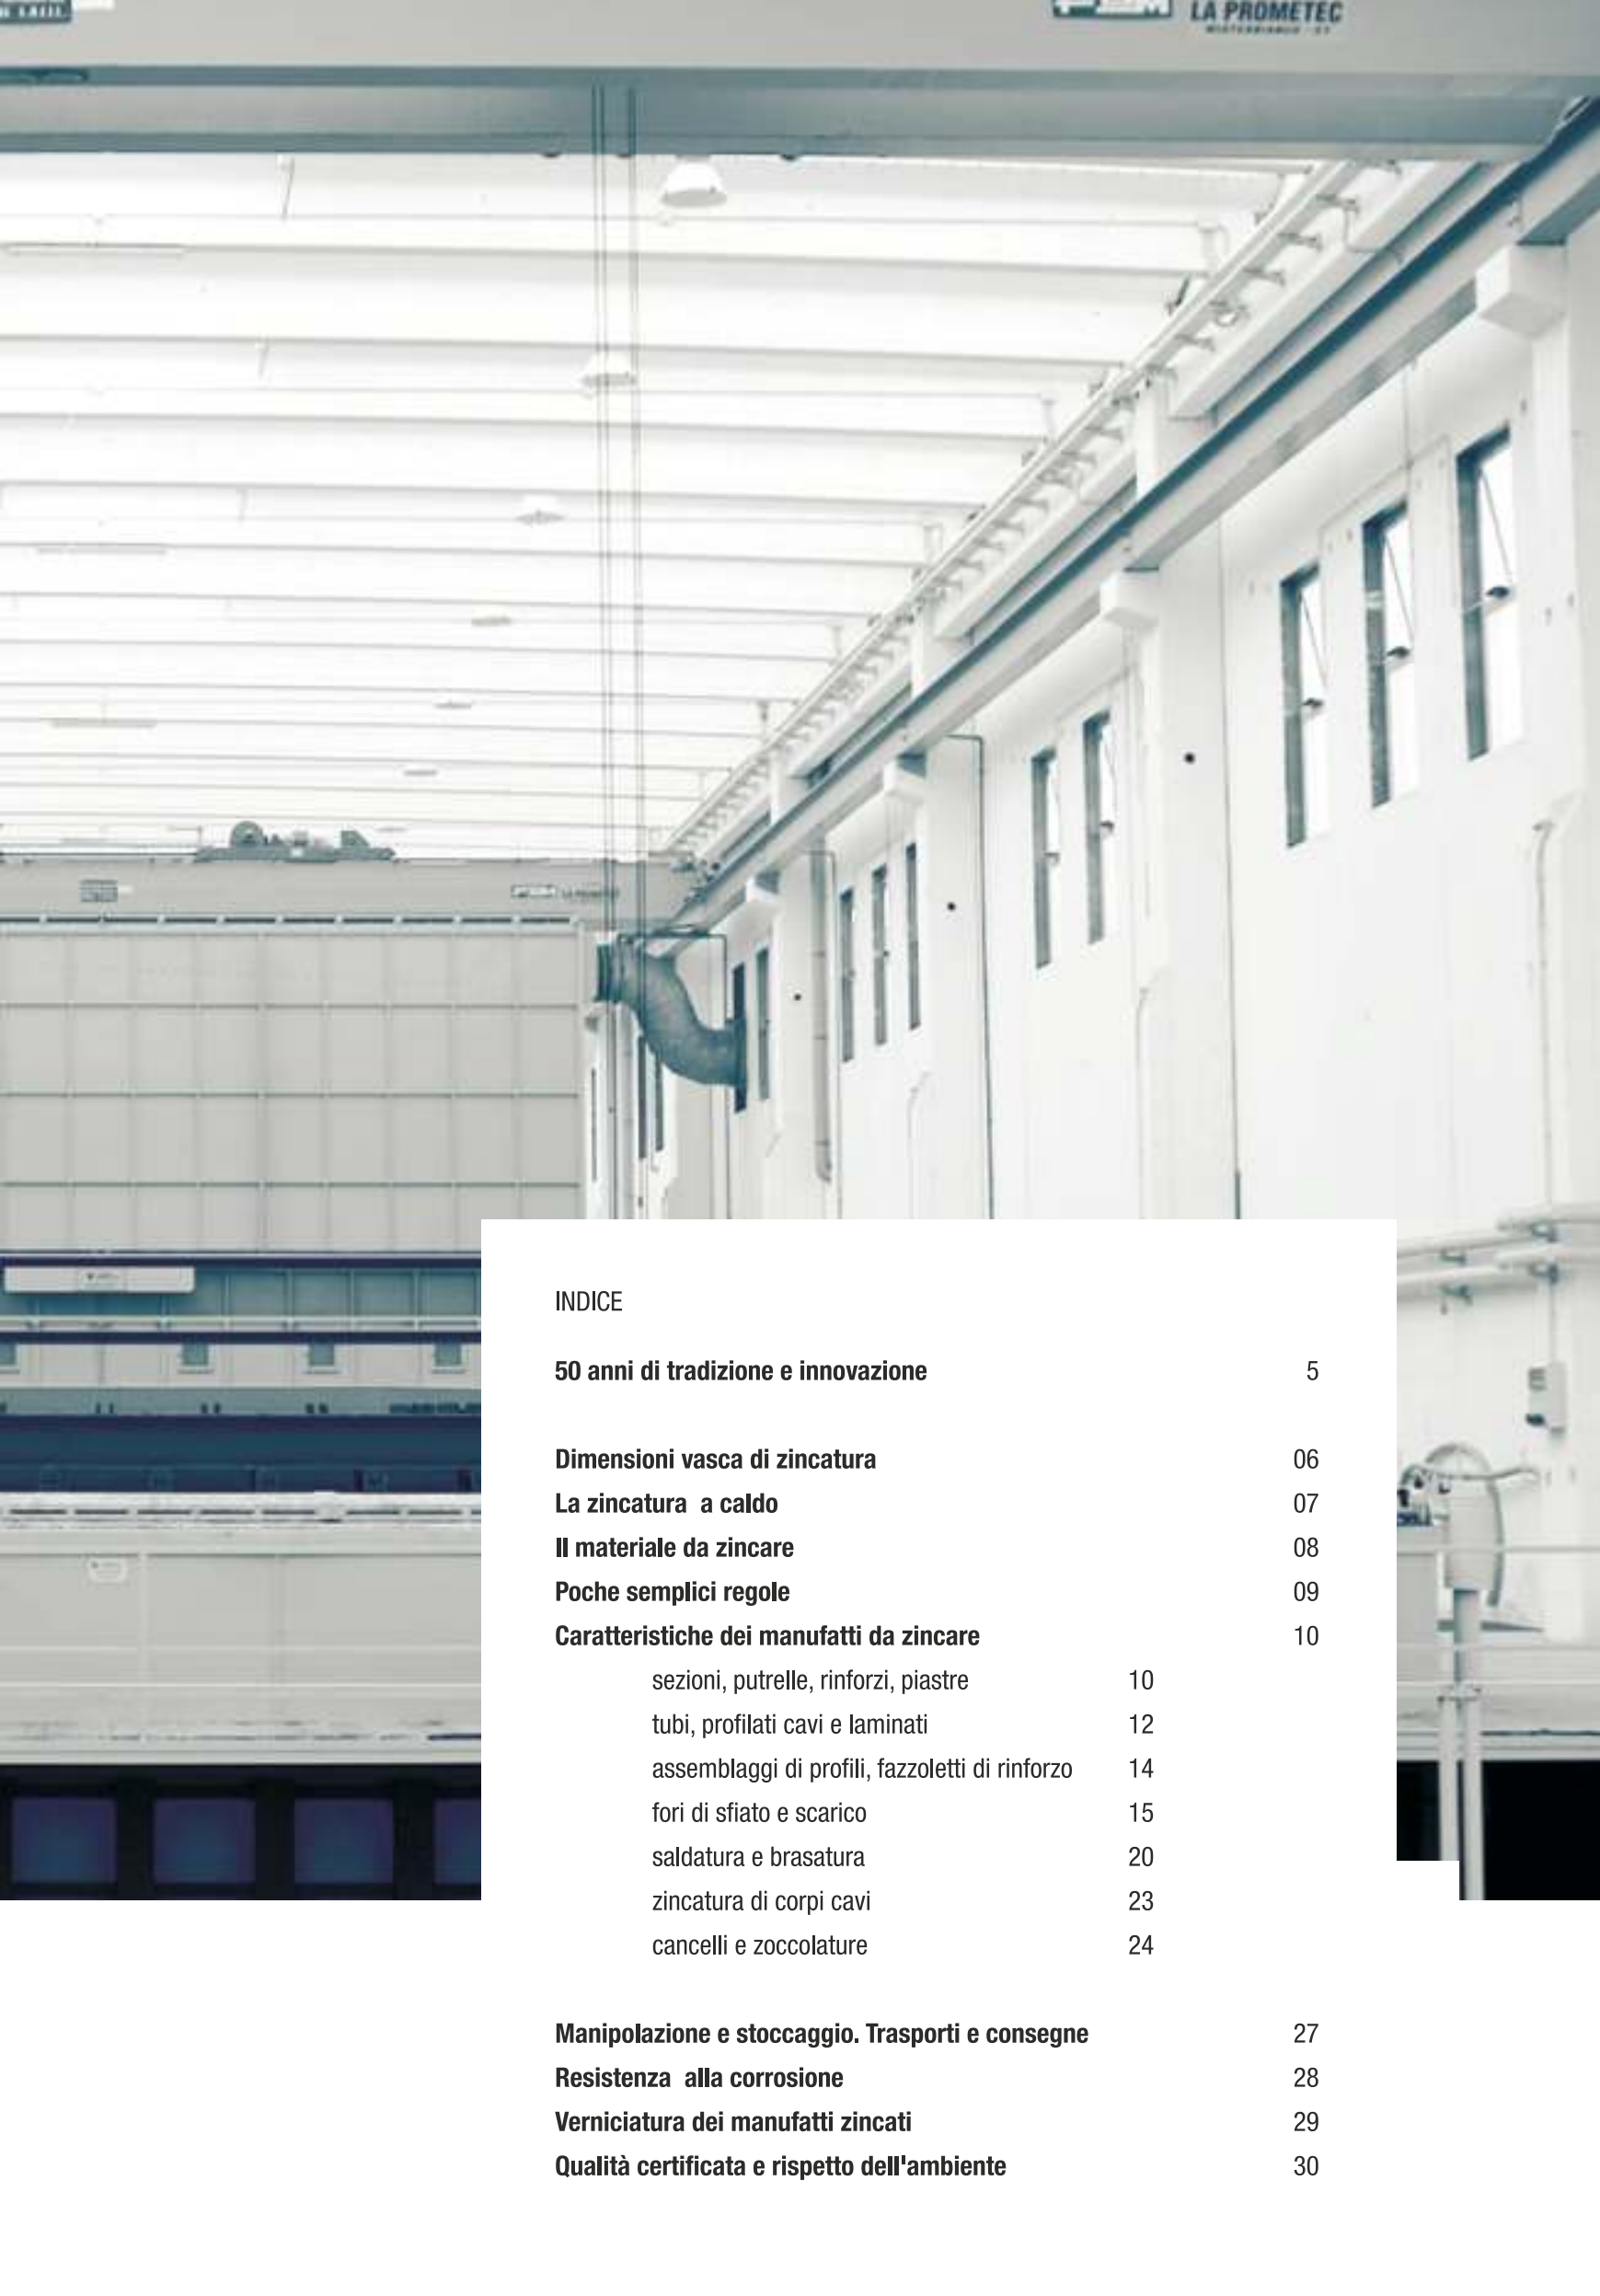 LA PROMETEC
INDICE
50 anni di tradizione e innovazione 5
Dimensioni vasca di zincatura 06
La zincatura a caldo 07
Il materiale da zincare 08
Poche semplici regole 09
Caratteristiche dei manufatti da zincare 10
sezioni, putrelle, rinforzi, piastre 10
tubi, profilati cavi e laminati 12
assemblaggi di profili, fazzoletti di rinforzo 14
fori di sfiato e scarico 15
saldatura e brasatura 20
zincatura di corpi cavi 23
cancelli e zoccolature 24
Manipolazione e stoccaggio. Trasporti e consegne 27
Resistenza alla corrosione 28
Verniciatura dei manufatti zincati 29
Qualità certificata e rispetto dell'ambiente 30